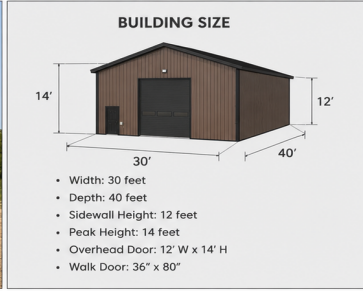 BUILDING SIZE
14'
12'
30'
40'
• Width: 30 feet
• Depth: 40 feet
• Sidewall Height: 12 feet
• Peak Height: 14 feet
• Overhead Door: 12' W x 14' H
• Walk Door: 36" x 80"